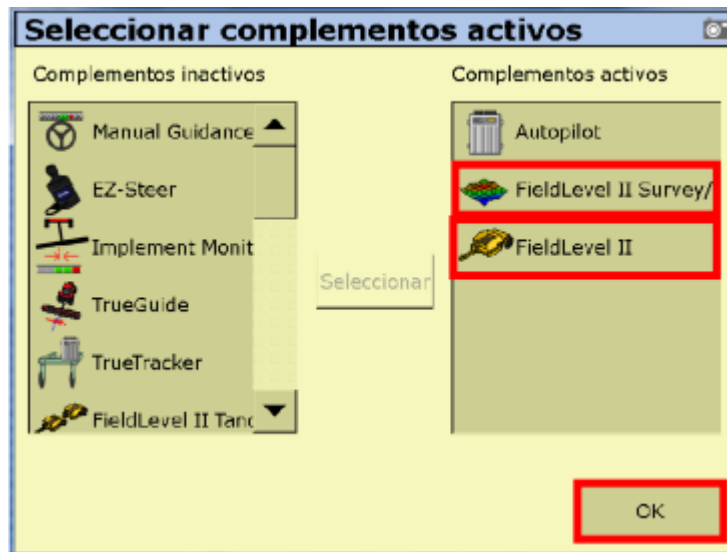 Seleccionar complementos activos
Complementos inactivos
Complementos activos
Manual Guidance
EZ-Steer
Implement Monit
TrueGuide
TrueTracker
FieldLevel II Tand
Seleccionar
Autopilot
FieldLevel II Survey/
FieldLevel II
OK